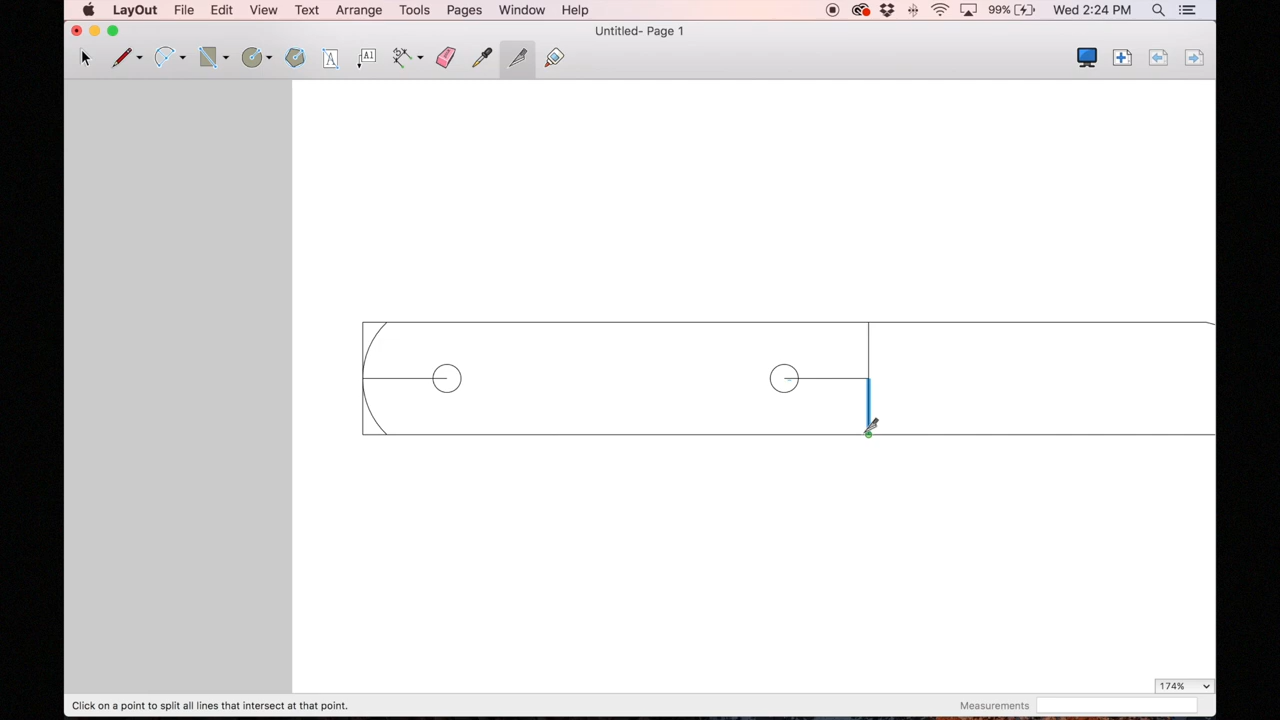 LayOut File Edit View Text Arrange Tools Pages Window Help 99% Wed 2:24 PM
Untitled- Page 1
A A1
174%
Click on a point to split all lines that intersect at that point. Measurements